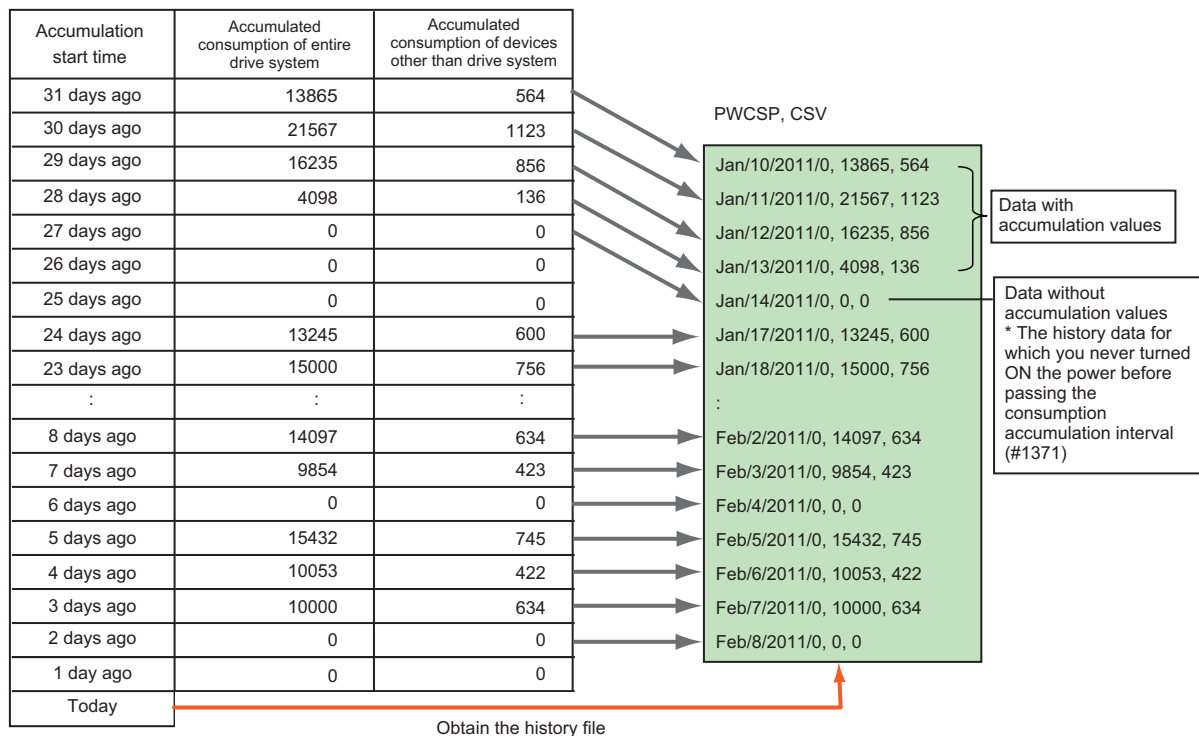 Accumulation
start time
Accumulated
consumption of entire
drive system
Accumulated
consumption of devices
other than drive system
31 days ago 13865 564
30 days ago 21567 1123
29 days ago 16235 856
28 days ago 4098 136
27 days ago 0 0
26 days ago 0 0
25 days ago 0 0
24 days ago 13245 600
23 days ago 15000 756
: : :
8 days ago 14097 634
7 days ago 9854 423
6 days ago 0 0
5 days ago 15432 745
4 days ago 10053 422
3 days ago 10000 634
2 days ago 0 0
1 day ago 0 0
Today
Obtain the history file
PWCSP, CSV
Jan/10/2011/0, 13865, 564
Jan/11/2011/0, 21567, 1123
Jan/12/2011/0, 16235, 856
Jan/13/2011/0, 4098, 136
Jan/14/2011/0, 0, 0
Jan/17/2011/0, 13245, 600
Jan/18/2011/0, 15000, 756
:
Feb/2/2011/0, 14097, 634
Feb/3/2011/0, 9854, 423
Feb/4/2011/0, 0, 0
Feb/5/2011/0, 15432, 745
Feb/6/2011/0, 10053, 422
Feb/7/2011/0, 10000, 634
Feb/8/2011/0, 0, 0
Data with
accumulation values
Data without
accumulation values
* The history data for
which you never turned
ON the power before
passing the
consumption
accumulation interval
(#1371)